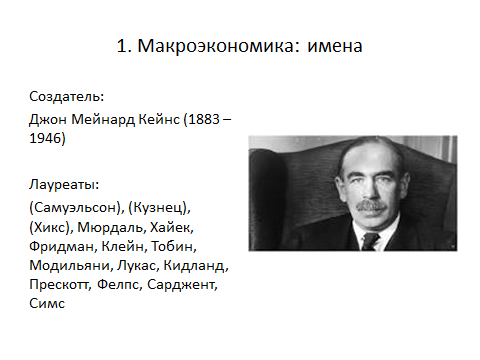 1. Макроэкономика: имена
Создатель:
Джон Мейнард Кейнс (1883 –
1946)
Лауреаты:
(Самуэльсон), (Кузнец),
(Хикс), Мюрдаль, Хайек,
Фридман, Клейн, Тобин,
Модильяни, Лукас, Кидланд,
Прескотт, Фелпс, Сарджент,
Симс